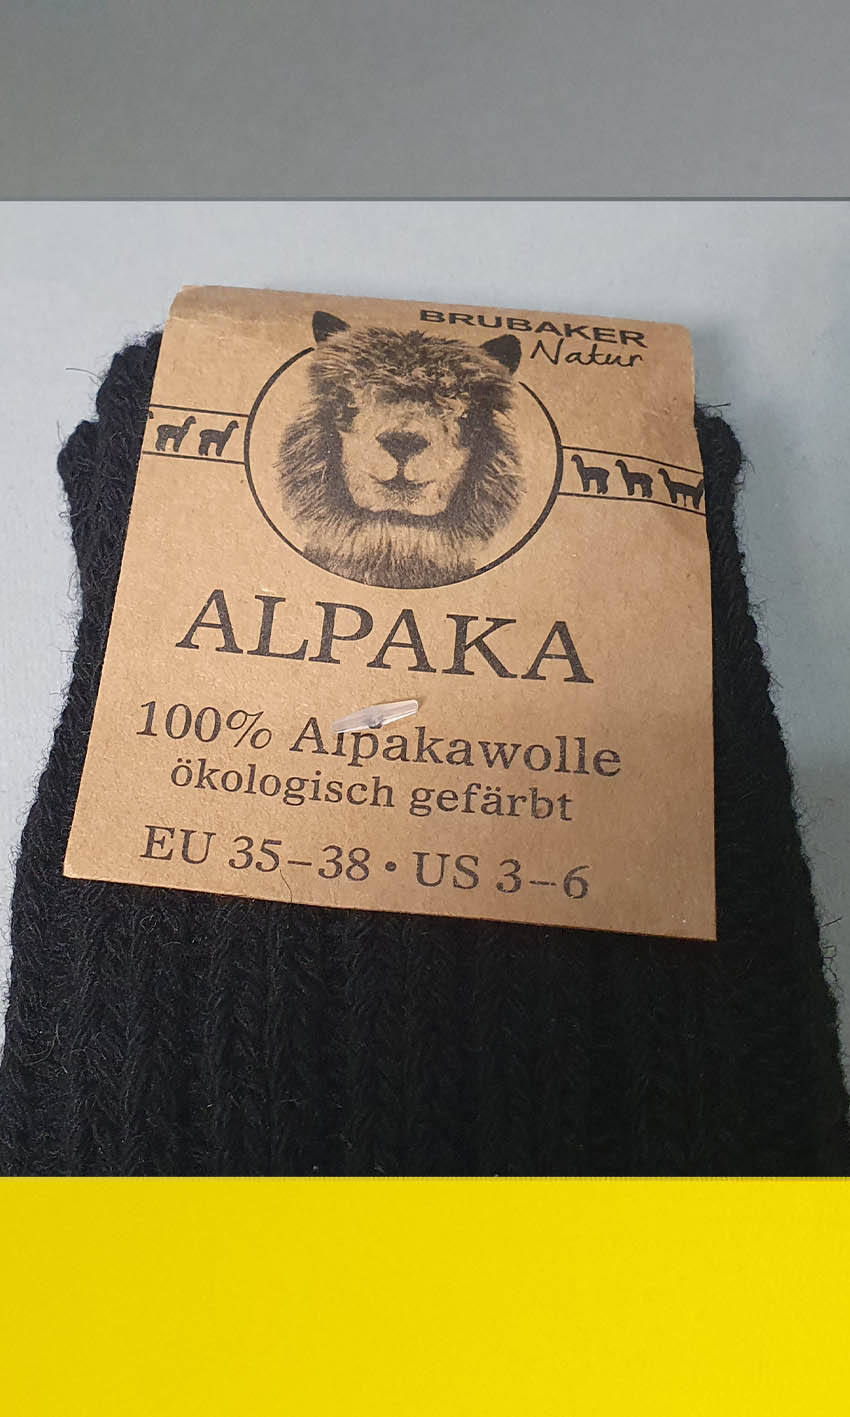 BRUBAKER
Natur
ALPAKA
100% Alpakawolle
ökologisch gefärbt
EU 35–38 • US 3–6